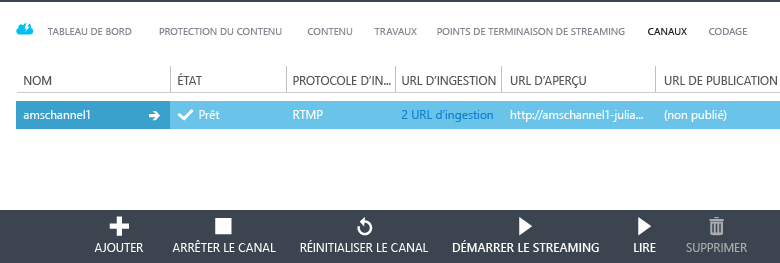 TABLEAU DE BORD PROTECTION DU CONTENU CONTENU TRAVAUX POINTS DE TERMINAISON DE STREAMING CANAUX CODAGE
NOM ÉTAT PROTOCOLE D'IN... URL D'INGESTION URL D'APERÇU URL DE PUBLICATION
amschannel1 Prêt RTMP 2 URL d'ingestion http://amschannel1-julia... (non publié)
AJOUTER ARRÊTER LE CANAL RÉINITIALISER LE CANAL DÉMARRER LE STREAMING LIRE SUPPRIMER